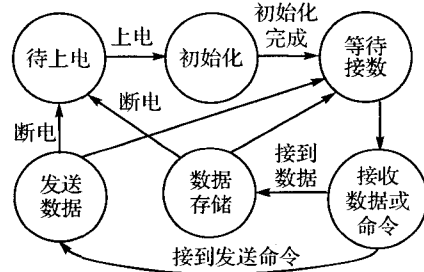 初始化
完成
上电
待上电
初始化
等待
接数
断电
断电
接到
数据
发送
数据
数据
存储
接收
数据或
命令
接到发送命令